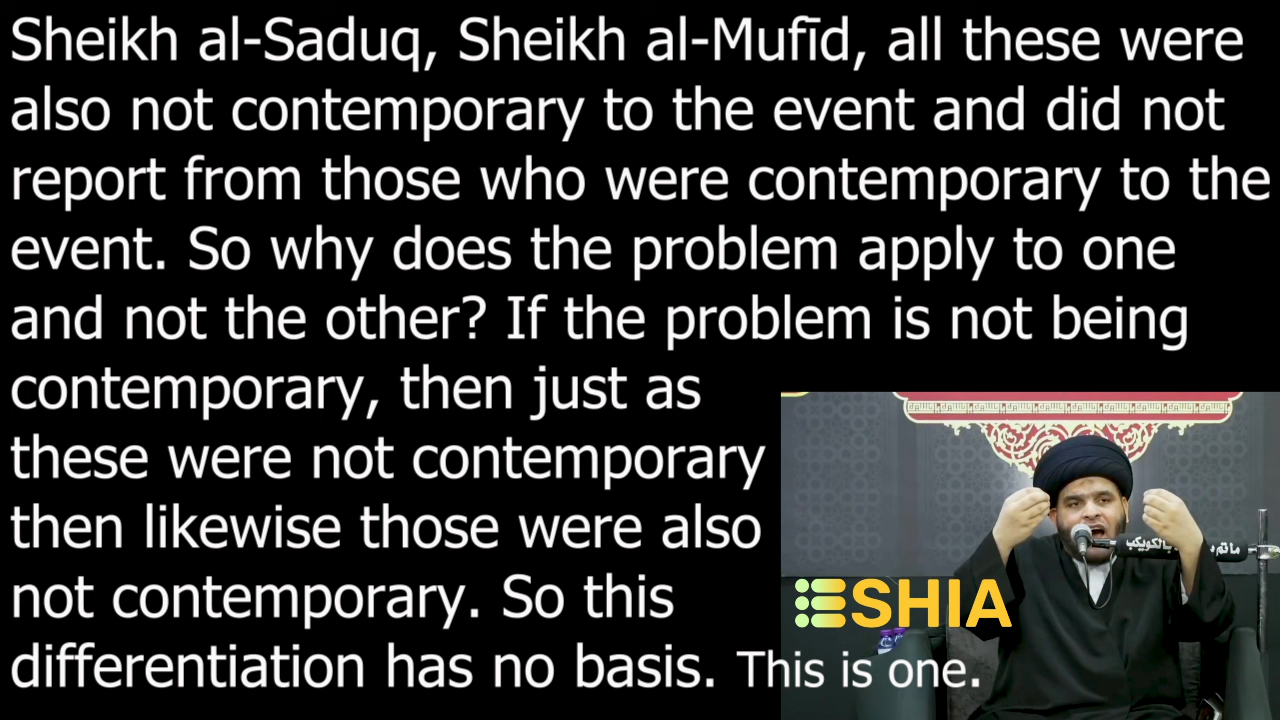 Sheikh al-Saduq, Sheikh al-Mufīd, all these were
also not contemporary to the event and did not
report from those who were contemporary to the
event. So why does the problem apply to one
and not the other? If the problem is not being
contemporary, then just as
these were not contemporary
then likewise those were also
not contemporary. So this
differentiation has no basis. This is one.
SHIA